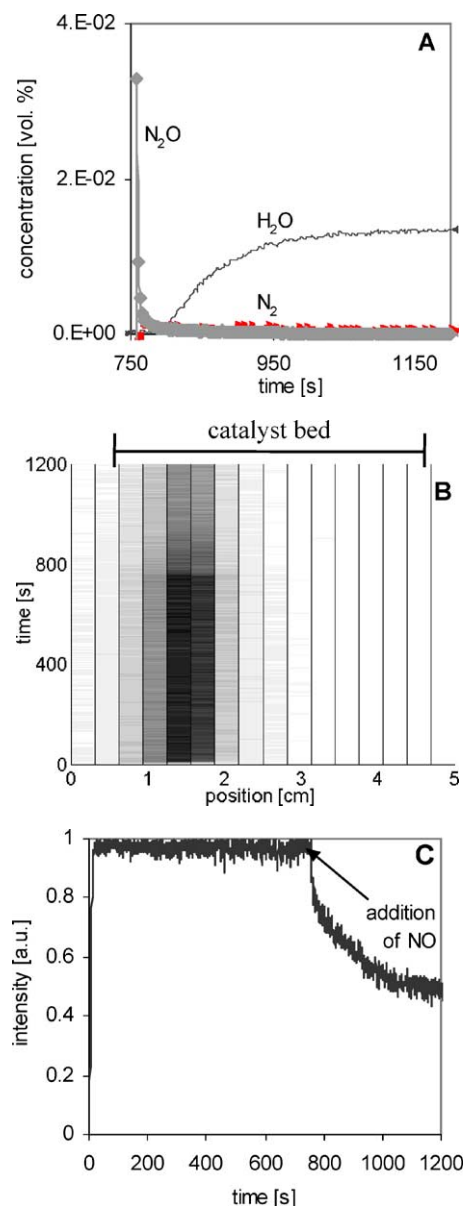 4.E-02
A
N₂O
concentration [vol. %]
2.E-02
H₂O
N₂
0.E+00
750 950 1150
time [s]
catalyst bed
1200
B
800
time [s]
400
0
0 1 2 3 4 5
position [cm]
1
C
0.8
addition
of NO
0.6
intensity [a.u.]
0.4
0.2
0
0 200 400 600 800 1000 1200
time [s]